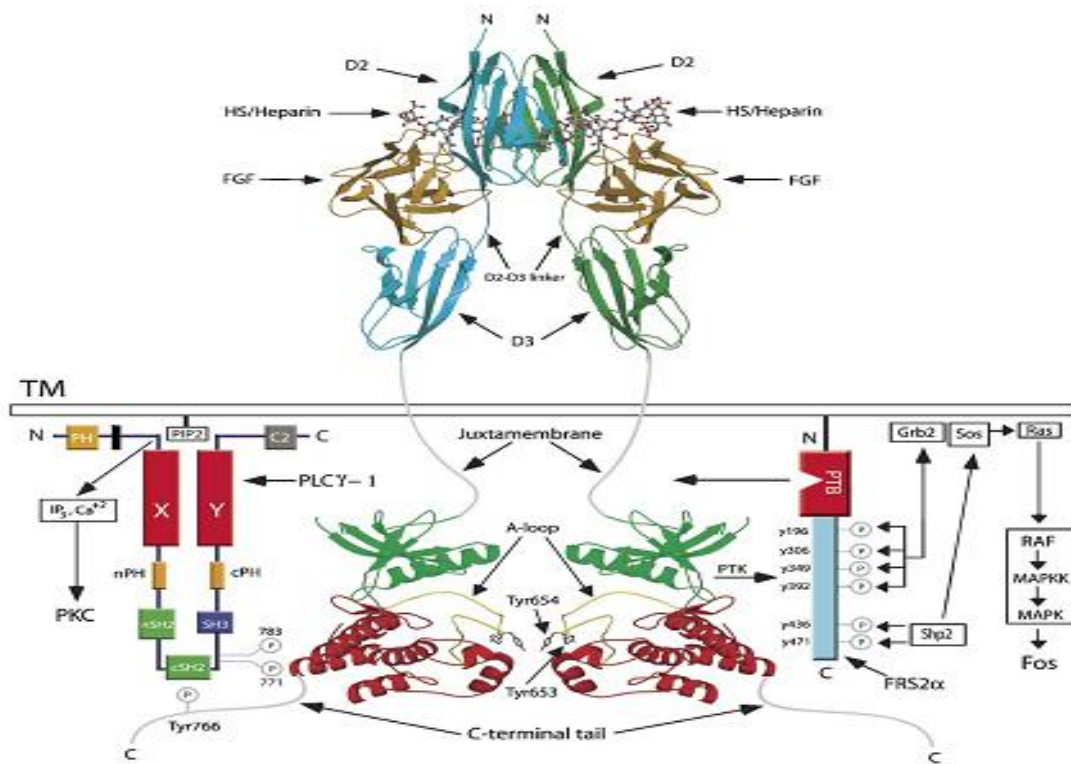 N N
D2 D2
HS/Heparin HS/Heparin
FGF FGF
D2-D3 linker
D3
TM
N PH PIP2 C2 C
Juxtamembrane
N
Grb2 Sos Ras
PLCγ-1
X Y
PTB
IP3, Ca+2
A-loop
y196 P
y306 P
y349 P
y392 P
RAF
MAPKK
MAPK
nPH cPH
PTK
PKC
Tyr654
nSH2 SH3
783 P
y436 P
y471 P
Shp2
Fos
cSH2
P
771
Tyr653
C
FRS2α
P
Tyr766
C-terminal tail
C C